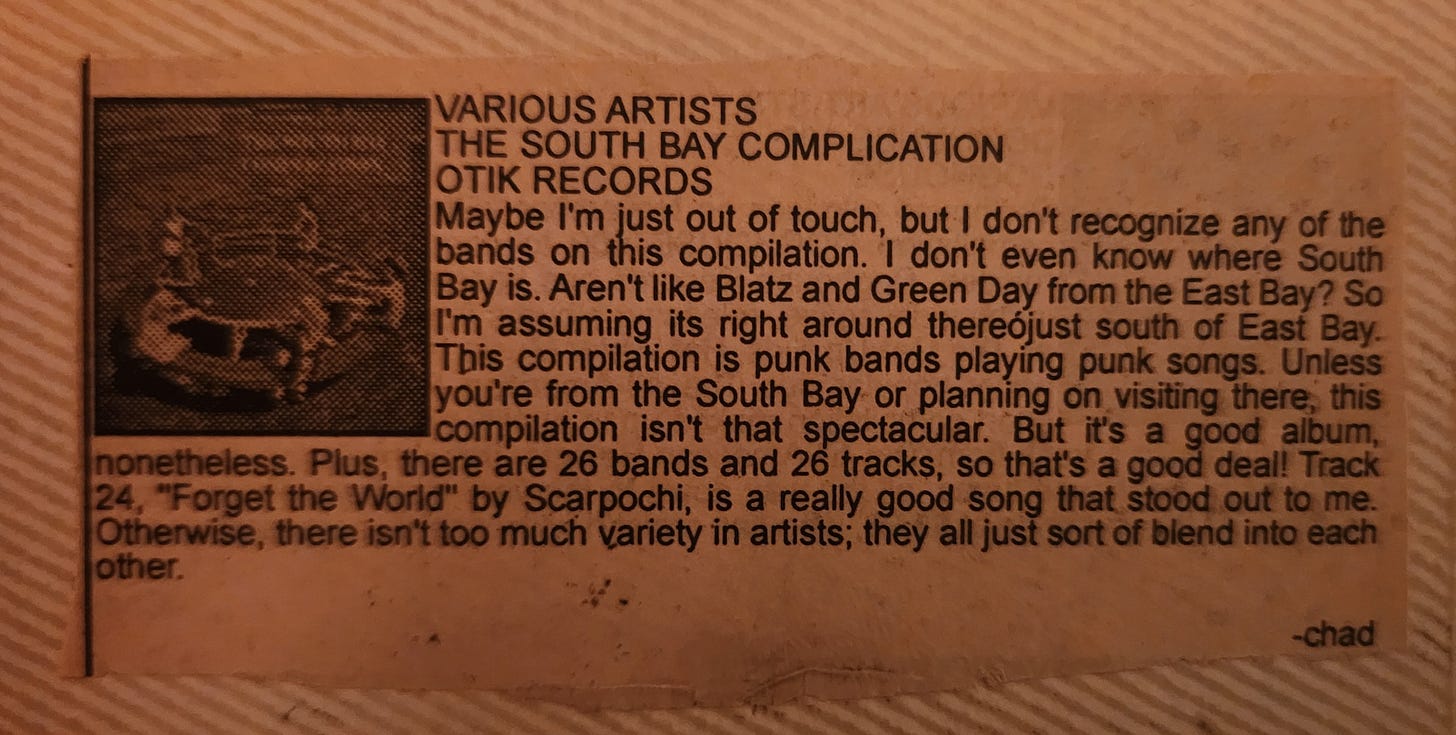 VARIOUS ARTISTS
THE SOUTH BAY COMPLICATION
OTIK RECORDS
Maybe I'm just out of touch, but I don't recognize any of the
bands on this compilation. I don't even know where South
Bay is. Aren't like Blatz and Green Day from the East Bay? So
I'm assuming its right around thereójust south of East Bay.
This compilation is punk bands playing punk songs. Unless
you're from the South Bay or planning on visiting there, this
compilation isn't that spectacular. But it's a good album,
nonetheless. Plus, there are 26 bands and 26 tracks, so that's a good deal! Track
24, "Forget the World" by Scarpochi, is a really good song that stood out to me.
Otherwise, there isn't too much variety in artists; they all just sort of blend into each
other.
-chad